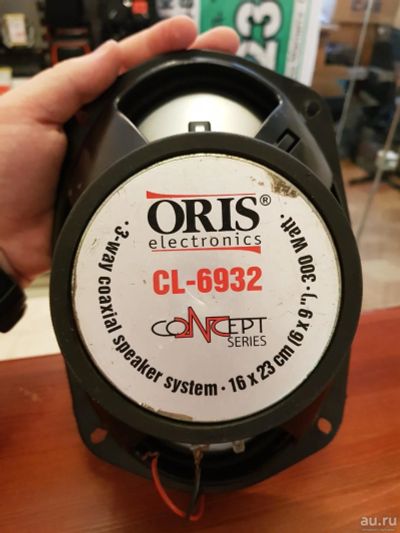 23
ORIS®
electronics
CL-6932
CONCEPT
SERIES
· 3-way coaxial speaker system · 16 x 23 cm (6 x 9 ") · 300 Watt ·
au.ru